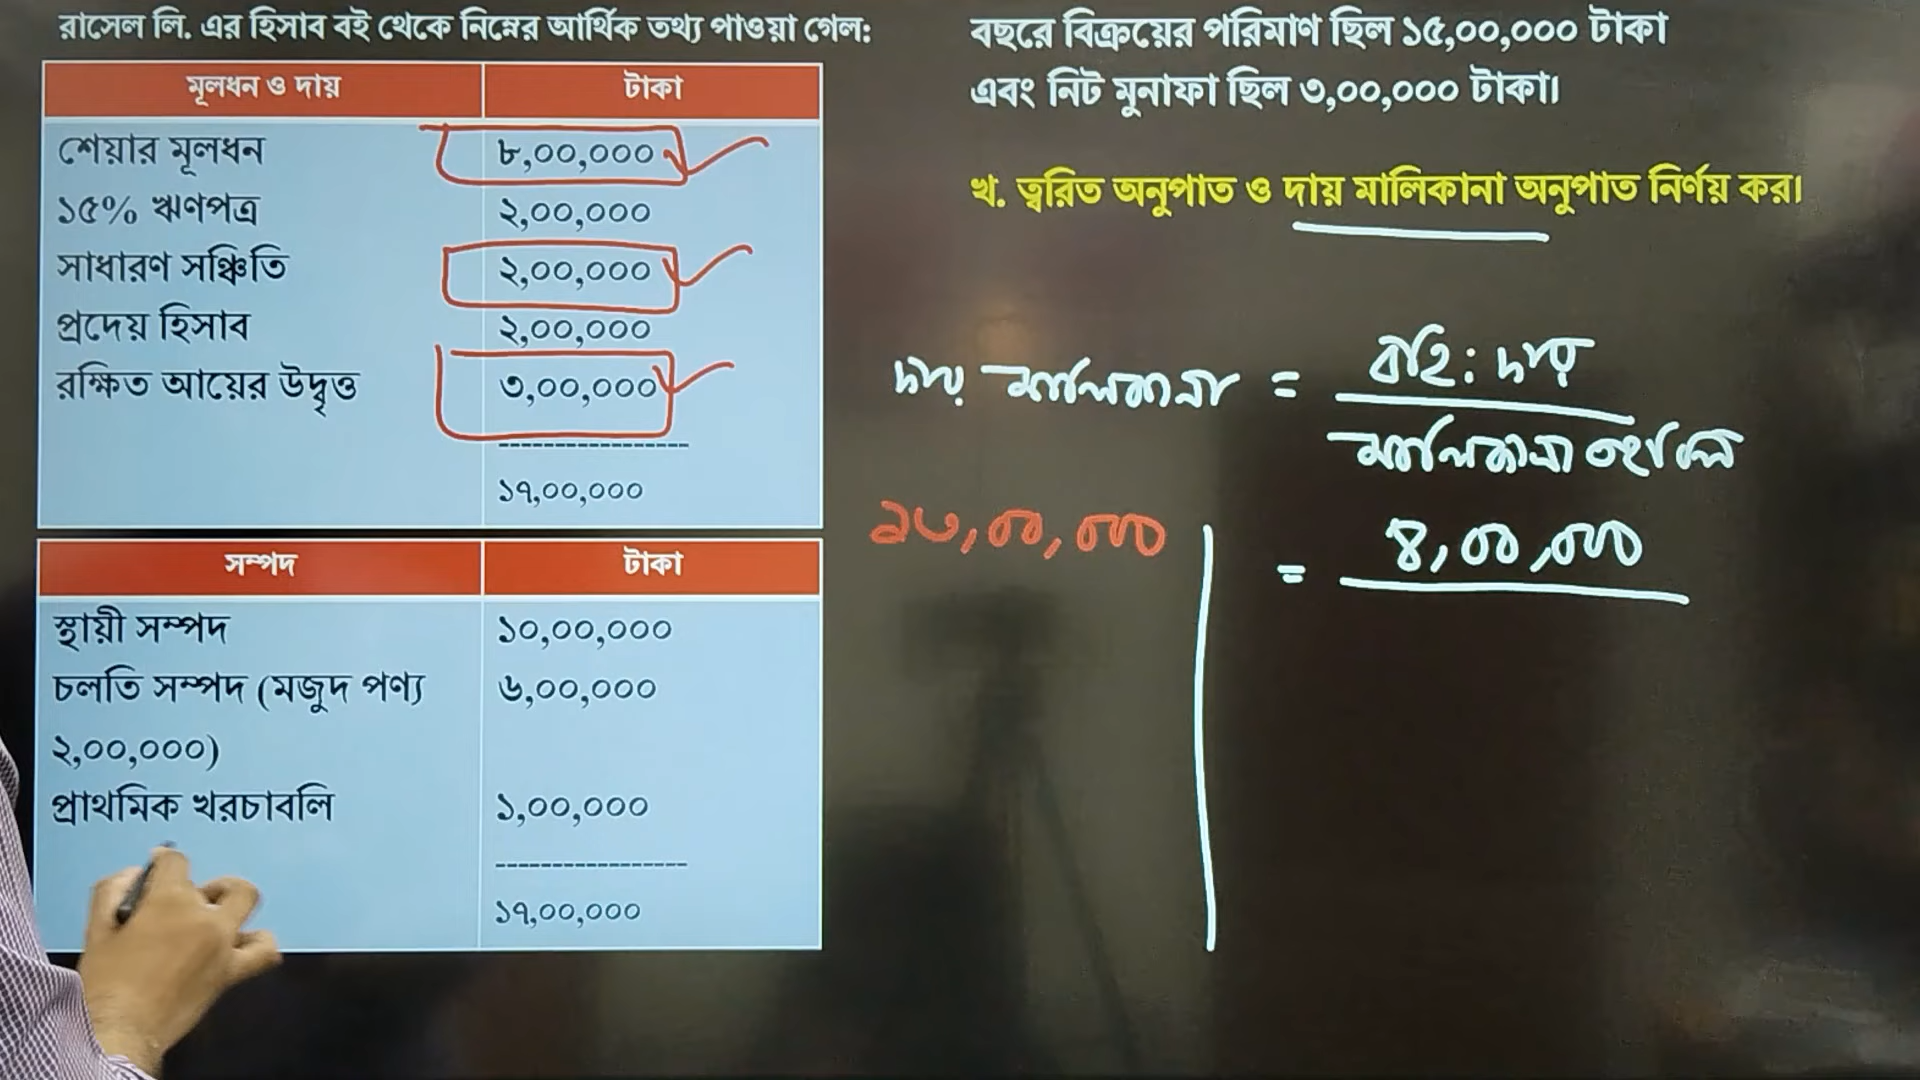 রাসেল লি. এর হিসাব বই থেকে নিম্নের আর্থিক তথ্য পাওয়া গেল:
মূলধন ও দায় টাকা
শেয়ার মূলধন ৮,০০,০০০
১৫% ঋণপত্র ২,০০,০০০
সাধারণ সঞ্চিতি ২,০০,০০০
প্রদেয় হিসাব ২,০০,০০০
রক্ষিত আয়ের উদ্বৃত্ত ৩,০০,০০০
-----------------
১৭,০০,০০০
সম্পদ টাকা
স্থায়ী সম্পদ ১০,০০,০০০
চলতি সম্পদ (মজুদ পণ্য ৬,০০,০০০
২,০০,০০০)
প্রাথমিক খরচাবলি ১,০০,০০০
-----------------
১৭,০০,০০০
বছরে বিক্রয়ের পরিমাণ ছিল ১৫,০০,০০০ টাকা
এবং নিট মুনাফা ছিল ৩,০০,০০০ টাকা।
খ. ত্বরিত অনুপাত ও দায় মালিকানা অনুপাত নির্ণয় কর।
দায় মালিকানা = বহি: দায়
মালিকানা তহবিল
১৩,০০,০০০
= ৪,০০,০০০